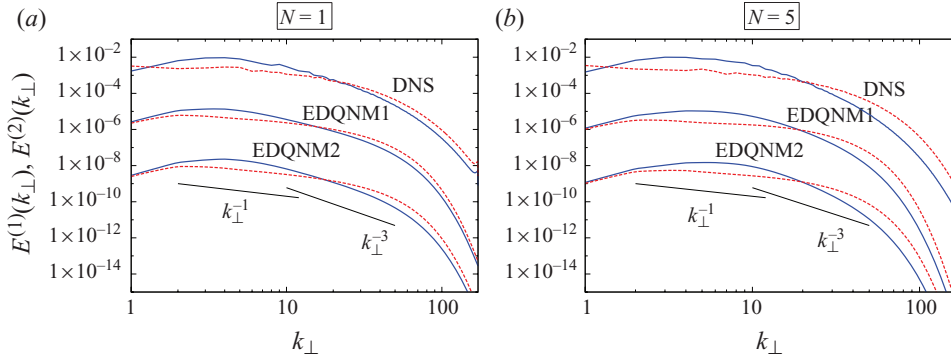 (a) N = 1
1×10⁻²
1×10⁻⁴
1×10⁻⁶
1×10⁻⁸
1×10⁻¹⁰
1×10⁻¹²
1×10⁻¹⁴
E⁽¹⁾(k⊥), E⁽²⁾(k⊥)
DNS
EDQNM1
EDQNM2
k⊥⁻¹
k⊥⁻³
1 10 100
k⊥
(b) N = 5
1×10⁻²
1×10⁻⁴
1×10⁻⁶
1×10⁻⁸
1×10⁻¹⁰
1×10⁻¹²
1×10⁻¹⁴
DNS
EDQNM1
EDQNM2
k⊥⁻¹
k⊥⁻³
1 10 100
k⊥